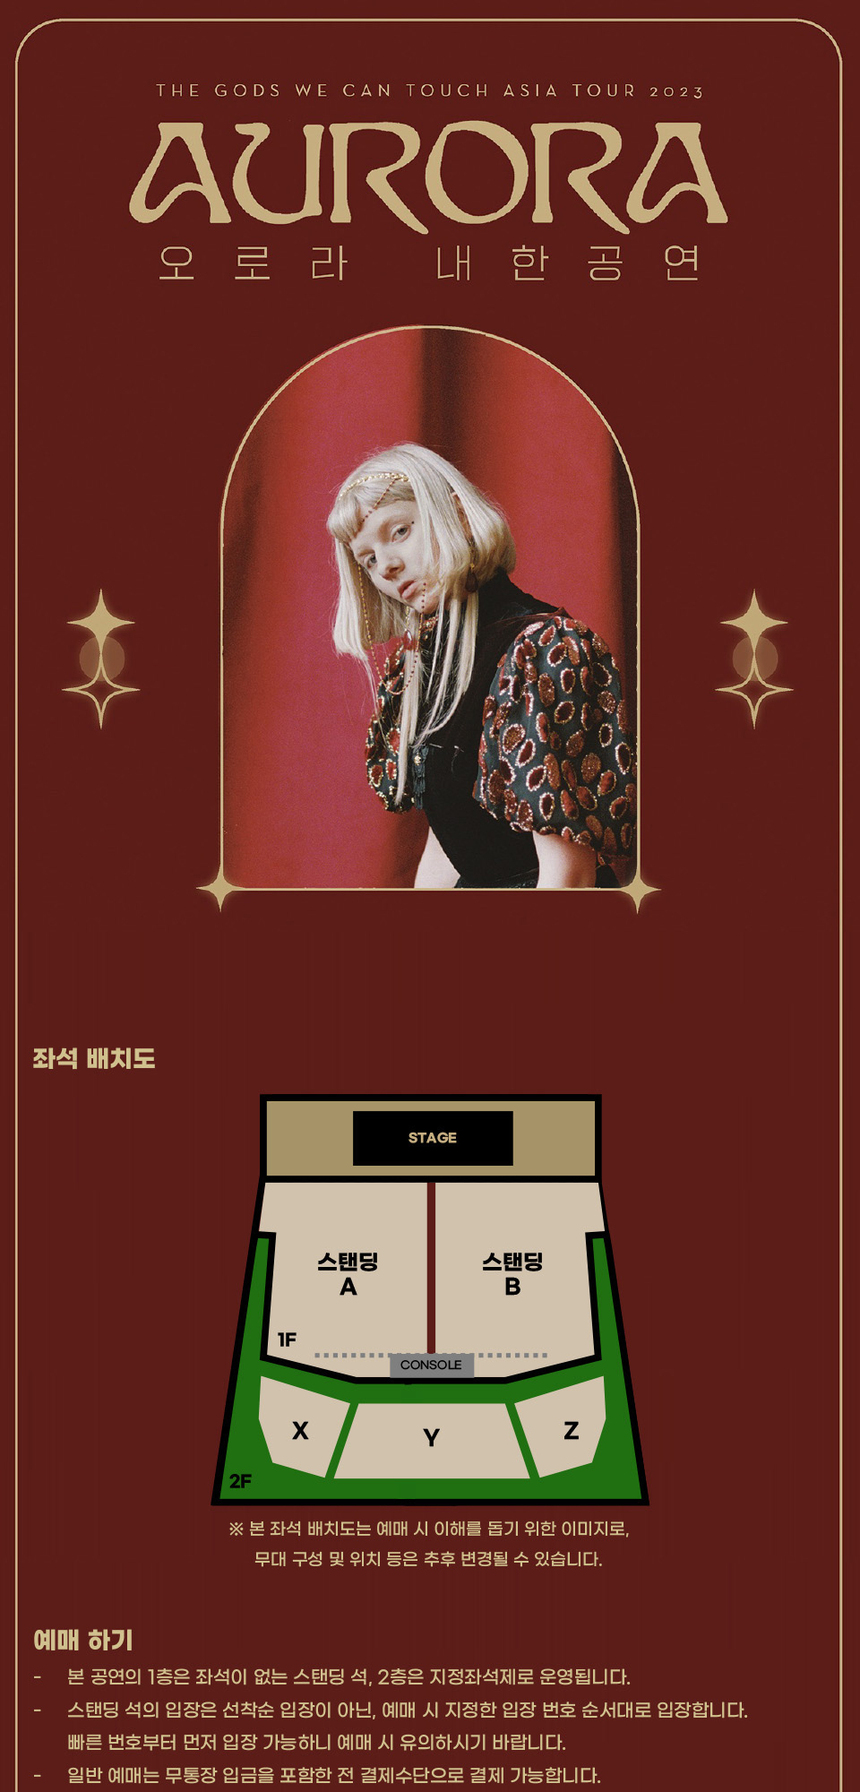 THE GODS WE CAN TOUCH ASIA TOUR 2023
AURORA
오로라 내한공연
좌석 배치도
STAGE
스탠딩 A
스탠딩 B
1F
CONSOLE
X
Y
Z
2F
※ 본 좌석 배치도는 예매 시 이해를 돕기 위한 이미지로,
무대 구성 및 위치 등은 추후 변경될 수 있습니다.
예매 하기
- 본 공연의 1층은 좌석이 없는 스탠딩 석, 2층은 지정좌석제로 운영됩니다.
- 스탠딩 석의 입장은 선착순 입장이 아닌, 예매 시 지정한 입장 번호 순서대로 입장합니다.
빠른 번호부터 먼저 입장 가능하니 예매 시 유의하시기 바랍니다.
- 일반 예매는 무통장 입금을 포함한 전 결제수단으로 결제 가능합니다.